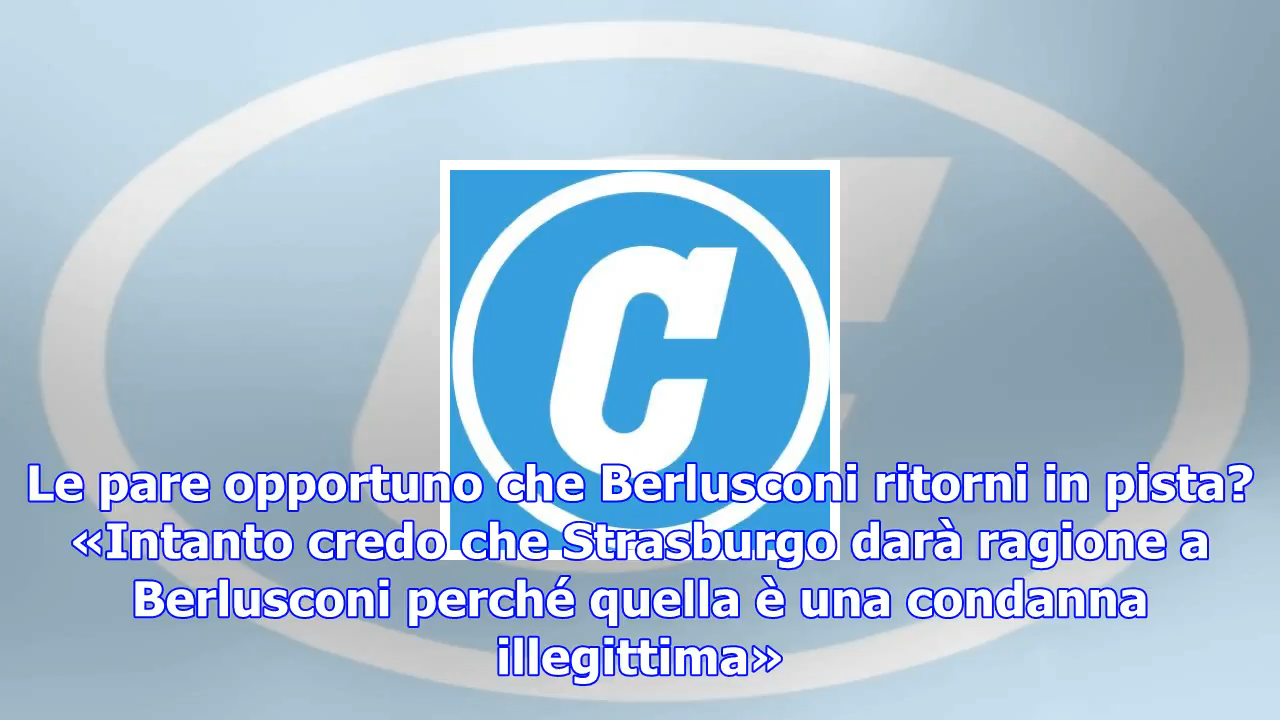 C
Le pare opportuno che Berlusconi ritorni in pista?
«Intanto credo che Strasburgo darà ragione a
Berlusconi perché quella è una condanna
illegittima»